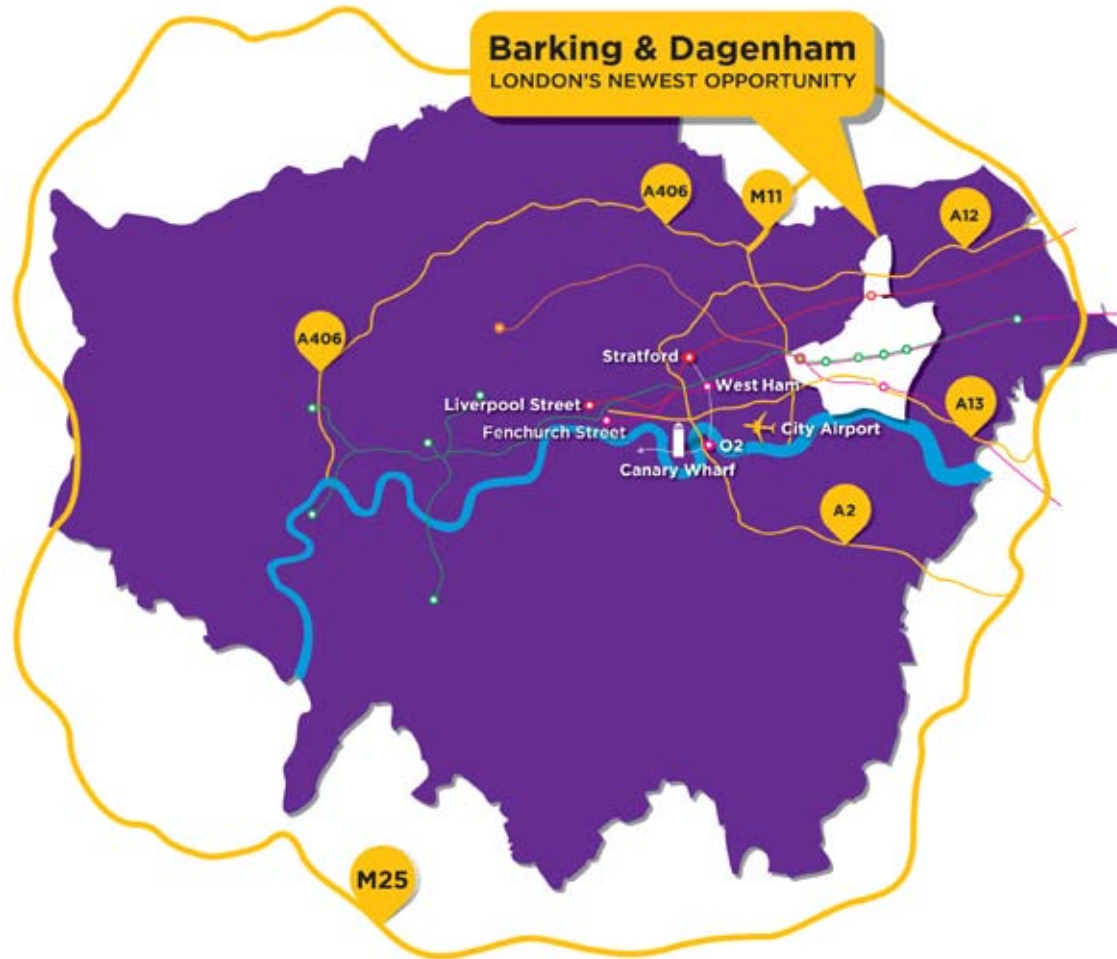 Barking & Dagenham
LONDON'S NEWEST OPPORTUNITY
A406
M11
A12
A406
Stratford
West Ham
Liverpool Street
A13
Fenchurch Street
City Airport
O2
Canary Wharf
A2
M25